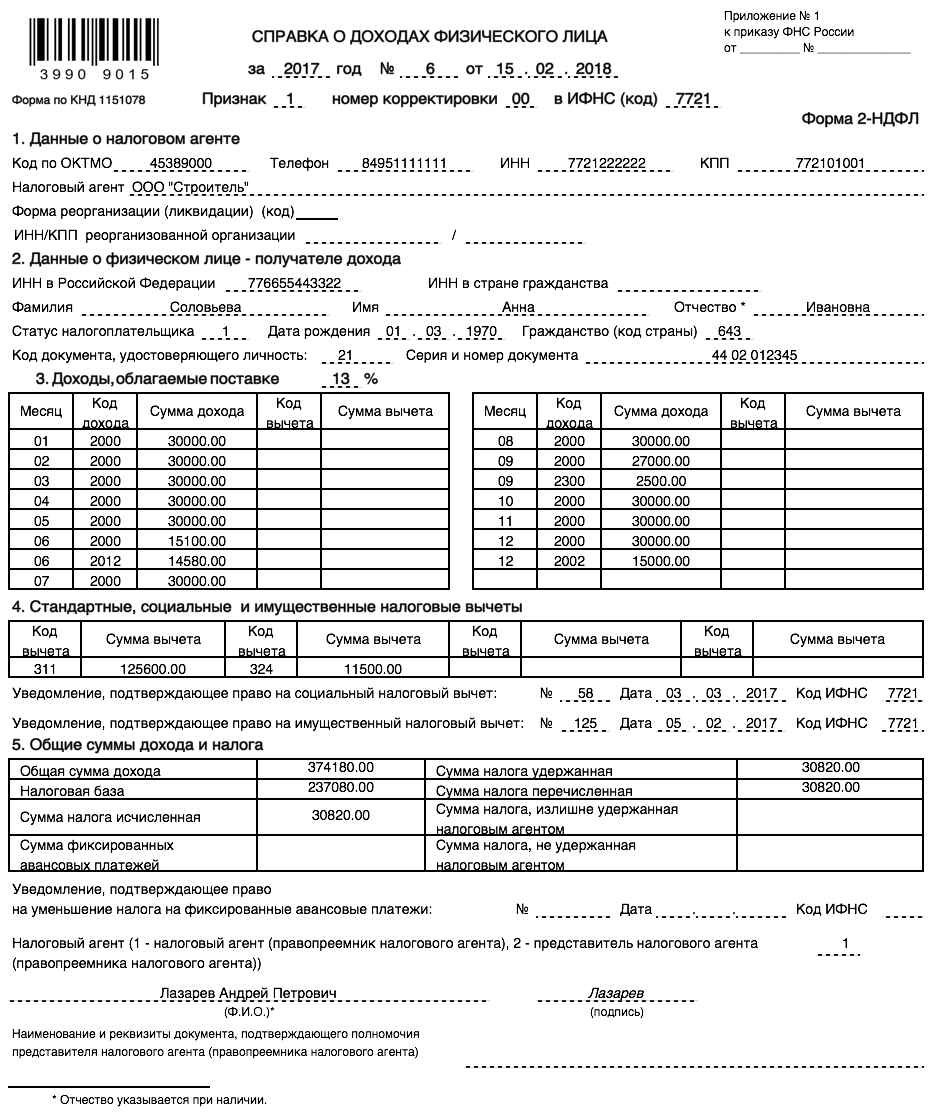 Приложение № 1
к приказу ФНС России
от №
3990 9015
СПРАВКА О ДОХОДАХ ФИЗИЧЕСКОГО ЛИЦА
за 2017 год № 6 от 15 . 02 . 2018
Форма по КНД 1151078 Признак 1 номер корректировки 00 в ИФНС (код) 7721
Форма 2-НДФЛ
1. Данные о налоговом агенте
Код по ОКТМО 45389000 Телефон 84951111111 ИНН 7721222222 КПП 772101001
Налоговый агент ООО "Строитель"
Форма реорганизации (ликвидации) (код)
ИНН/КПП реорганизованной организации /
2. Данные о физическом лице - получателе дохода
ИНН в Российской Федерации 776655443322 ИНН в стране гражданства
Фамилия Соловьева Имя Анна Отчество * Ивановна
Статус налогоплательщика 1 Дата рождения 01 . 03 . 1970 Гражданство (код страны) 643
Код документа, удостоверяющего личность: 21 Серия и номер документа 44 02 012345
3. Доходы, облагаемые по ставке 13 %
Месяц Код дохода Сумма дохода Код вычета Сумма вычета Месяц Код дохода Сумма дохода Код вычета Сумма вычета
01 2000 30000.00 08 2000 30000.00
02 2000 30000.00 09 2000 27000.00
03 2000 30000.00 09 2300 2500.00
04 2000 30000.00 10 2000 30000.00
05 2000 30000.00 11 2000 30000.00
06 2000 15100.00 12 2000 30000.00
06 2012 14580.00 12 2002 15000.00
07 2000 30000.00
4. Стандартные, социальные и имущественные налоговые вычеты
Код вычета Сумма вычета Код вычета Сумма вычета Код вычета Сумма вычета Код вычета Сумма вычета
311 125600.00 324 11500.00
Уведомление, подтверждающее право на социальный налоговый вычет: № 58 Дата 03 . 03 . 2017 Код ИФНС 7721
Уведомление, подтверждающее право на имущественный налоговый вычет: № 125 Дата 05 . 02 . 2017 Код ИФНС 7721
5. Общие суммы дохода и налога
Общая сумма дохода 374180.00 Сумма налога удержанная 30820.00
Налоговая база 237080.00 Сумма налога перечисленная 30820.00
Сумма налога исчисленная 30820.00 Сумма налога, излишне удержанная налоговым агентом
Сумма фиксированных авансовых платежей Сумма налога, не удержанная налоговым агентом
Уведомление, подтверждающее право
на уменьшение налога на фиксированные авансовые платежи: № Дата . . Код ИФНС
Налоговый агент (1 - налоговый агент (правопреемник налогового агента), 2 - представитель налогового агента 1
(правопреемника налогового агента))
Лазарев Андрей Петрович Лазарев
(Ф.И.О.)* (подпись)
Наименование и реквизиты документа, подтверждающего полномочия
представителя налогового агента (правопреемника налогового агента)
* Отчество указывается при наличии.